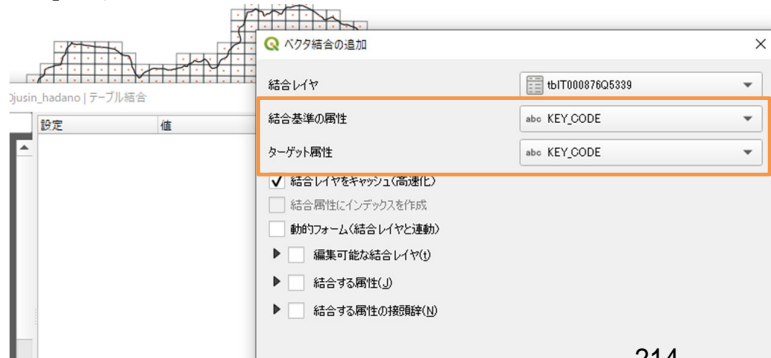 ベクタ結合の追加
jusin_hadano | テーブル結合
設定 値
結合レイヤ tblT000876Q5339
結合基準の属性 abc KEY_CODE
ターゲット属性 abc KEY_CODE
結合レイヤをキャッシュ(高速化)
結合属性にインデックスを作成
動的フォーム(結合レイヤと連動)
編集可能な結合レイヤ(t)
結合する属性(J)
結合する属性の接頭辞(N)
214